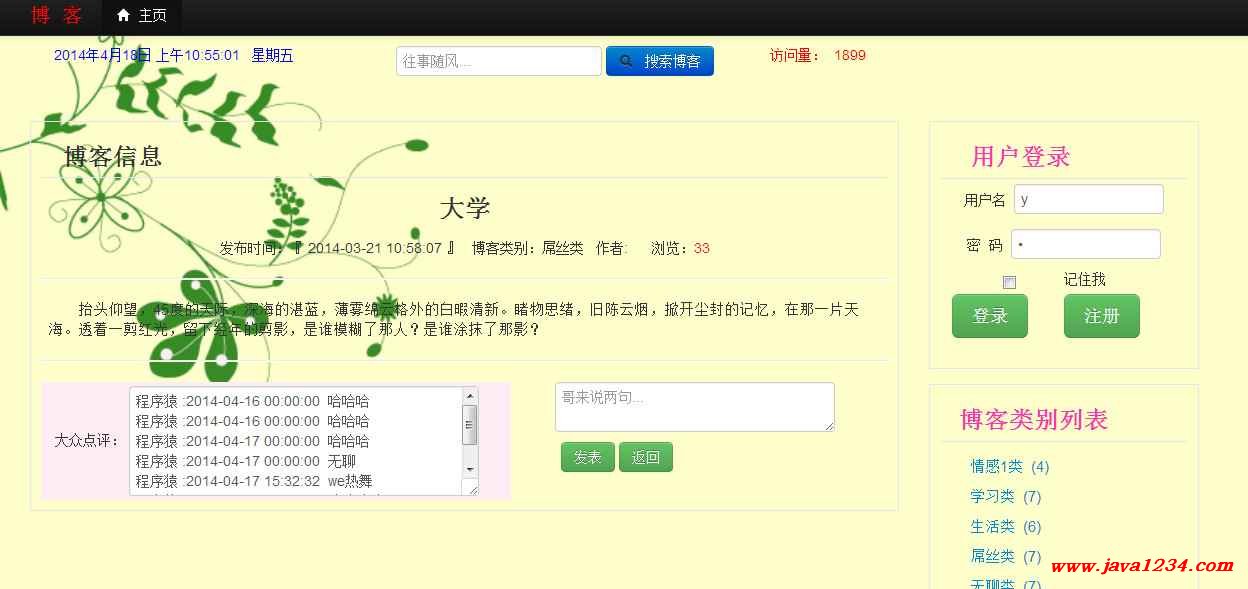 博 客 主页
2014年4月18日 上午10:55:01 星期五
往事随风...
搜索博客
访问量： 1899
博客信息
大学
发布时间：『 2014-03-21 10:58:07 』 博客类别：屌丝类 作者: 浏览：33
抬头仰望，45度的天际，深海的湛蓝，薄雾绵云格外的白暇清新。睹物思绪，旧陈云烟，掀开尘封的记忆，在那一片天
海。透着一剪红光，留下经年的剪影，是谁模糊了那人？是谁涂抹了那影？
大众点评：
程序猿 :2014-04-16 00:00:00 哈哈哈
程序猿 :2014-04-16 00:00:00 哈哈哈
程序猿 :2014-04-17 00:00:00 哈哈哈
程序猿 :2014-04-17 00:00:00 无聊
程序猿 :2014-04-17 15:32:32 we热舞
哥来说两句...
发表 返回
用户登录
用户名 y
密 码
记住我
登录 注册
博客类别列表
情感1类 (4)
学习类 (7)
生活类 (6)
屌丝类 (7)
无聊类 (7)
www.java1234.com